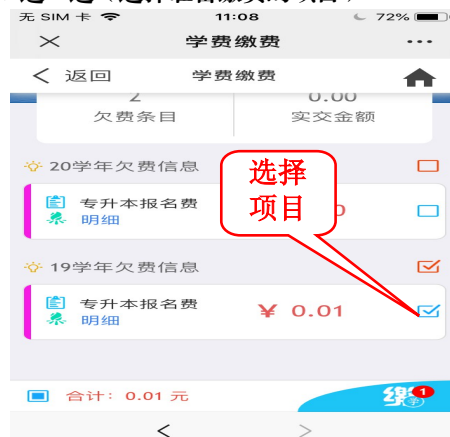 无 SIM 卡 11:08 72%
学费缴费
返回 学费缴费
2 0.00
欠费条目 实交金额
20学年欠费信息
选择
项目
专升本报名费
明细
19学年欠费信息
专升本报名费 ¥ 0.01
明细
合计: 0.01 元 缴 1